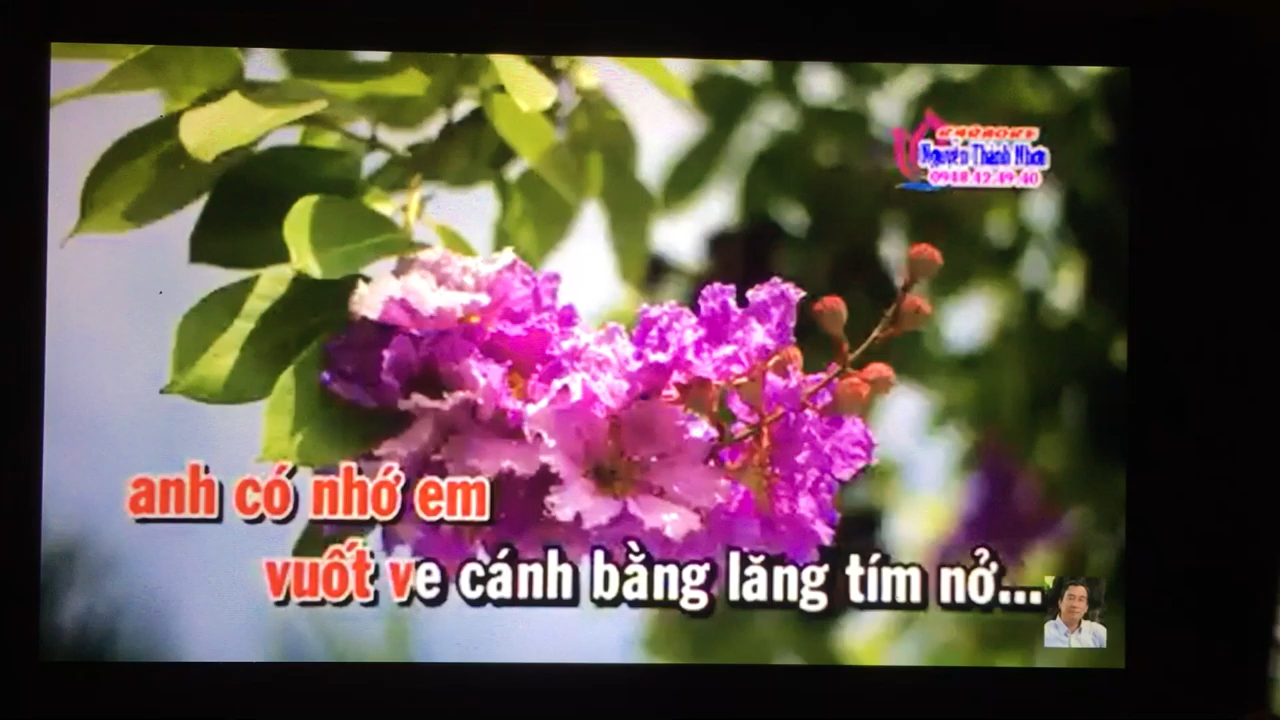 Nguyễn Thành Nhơn
0948.42.49.40
anh có nhớ em
vuốt ve cánh bằng lăng tím nở...